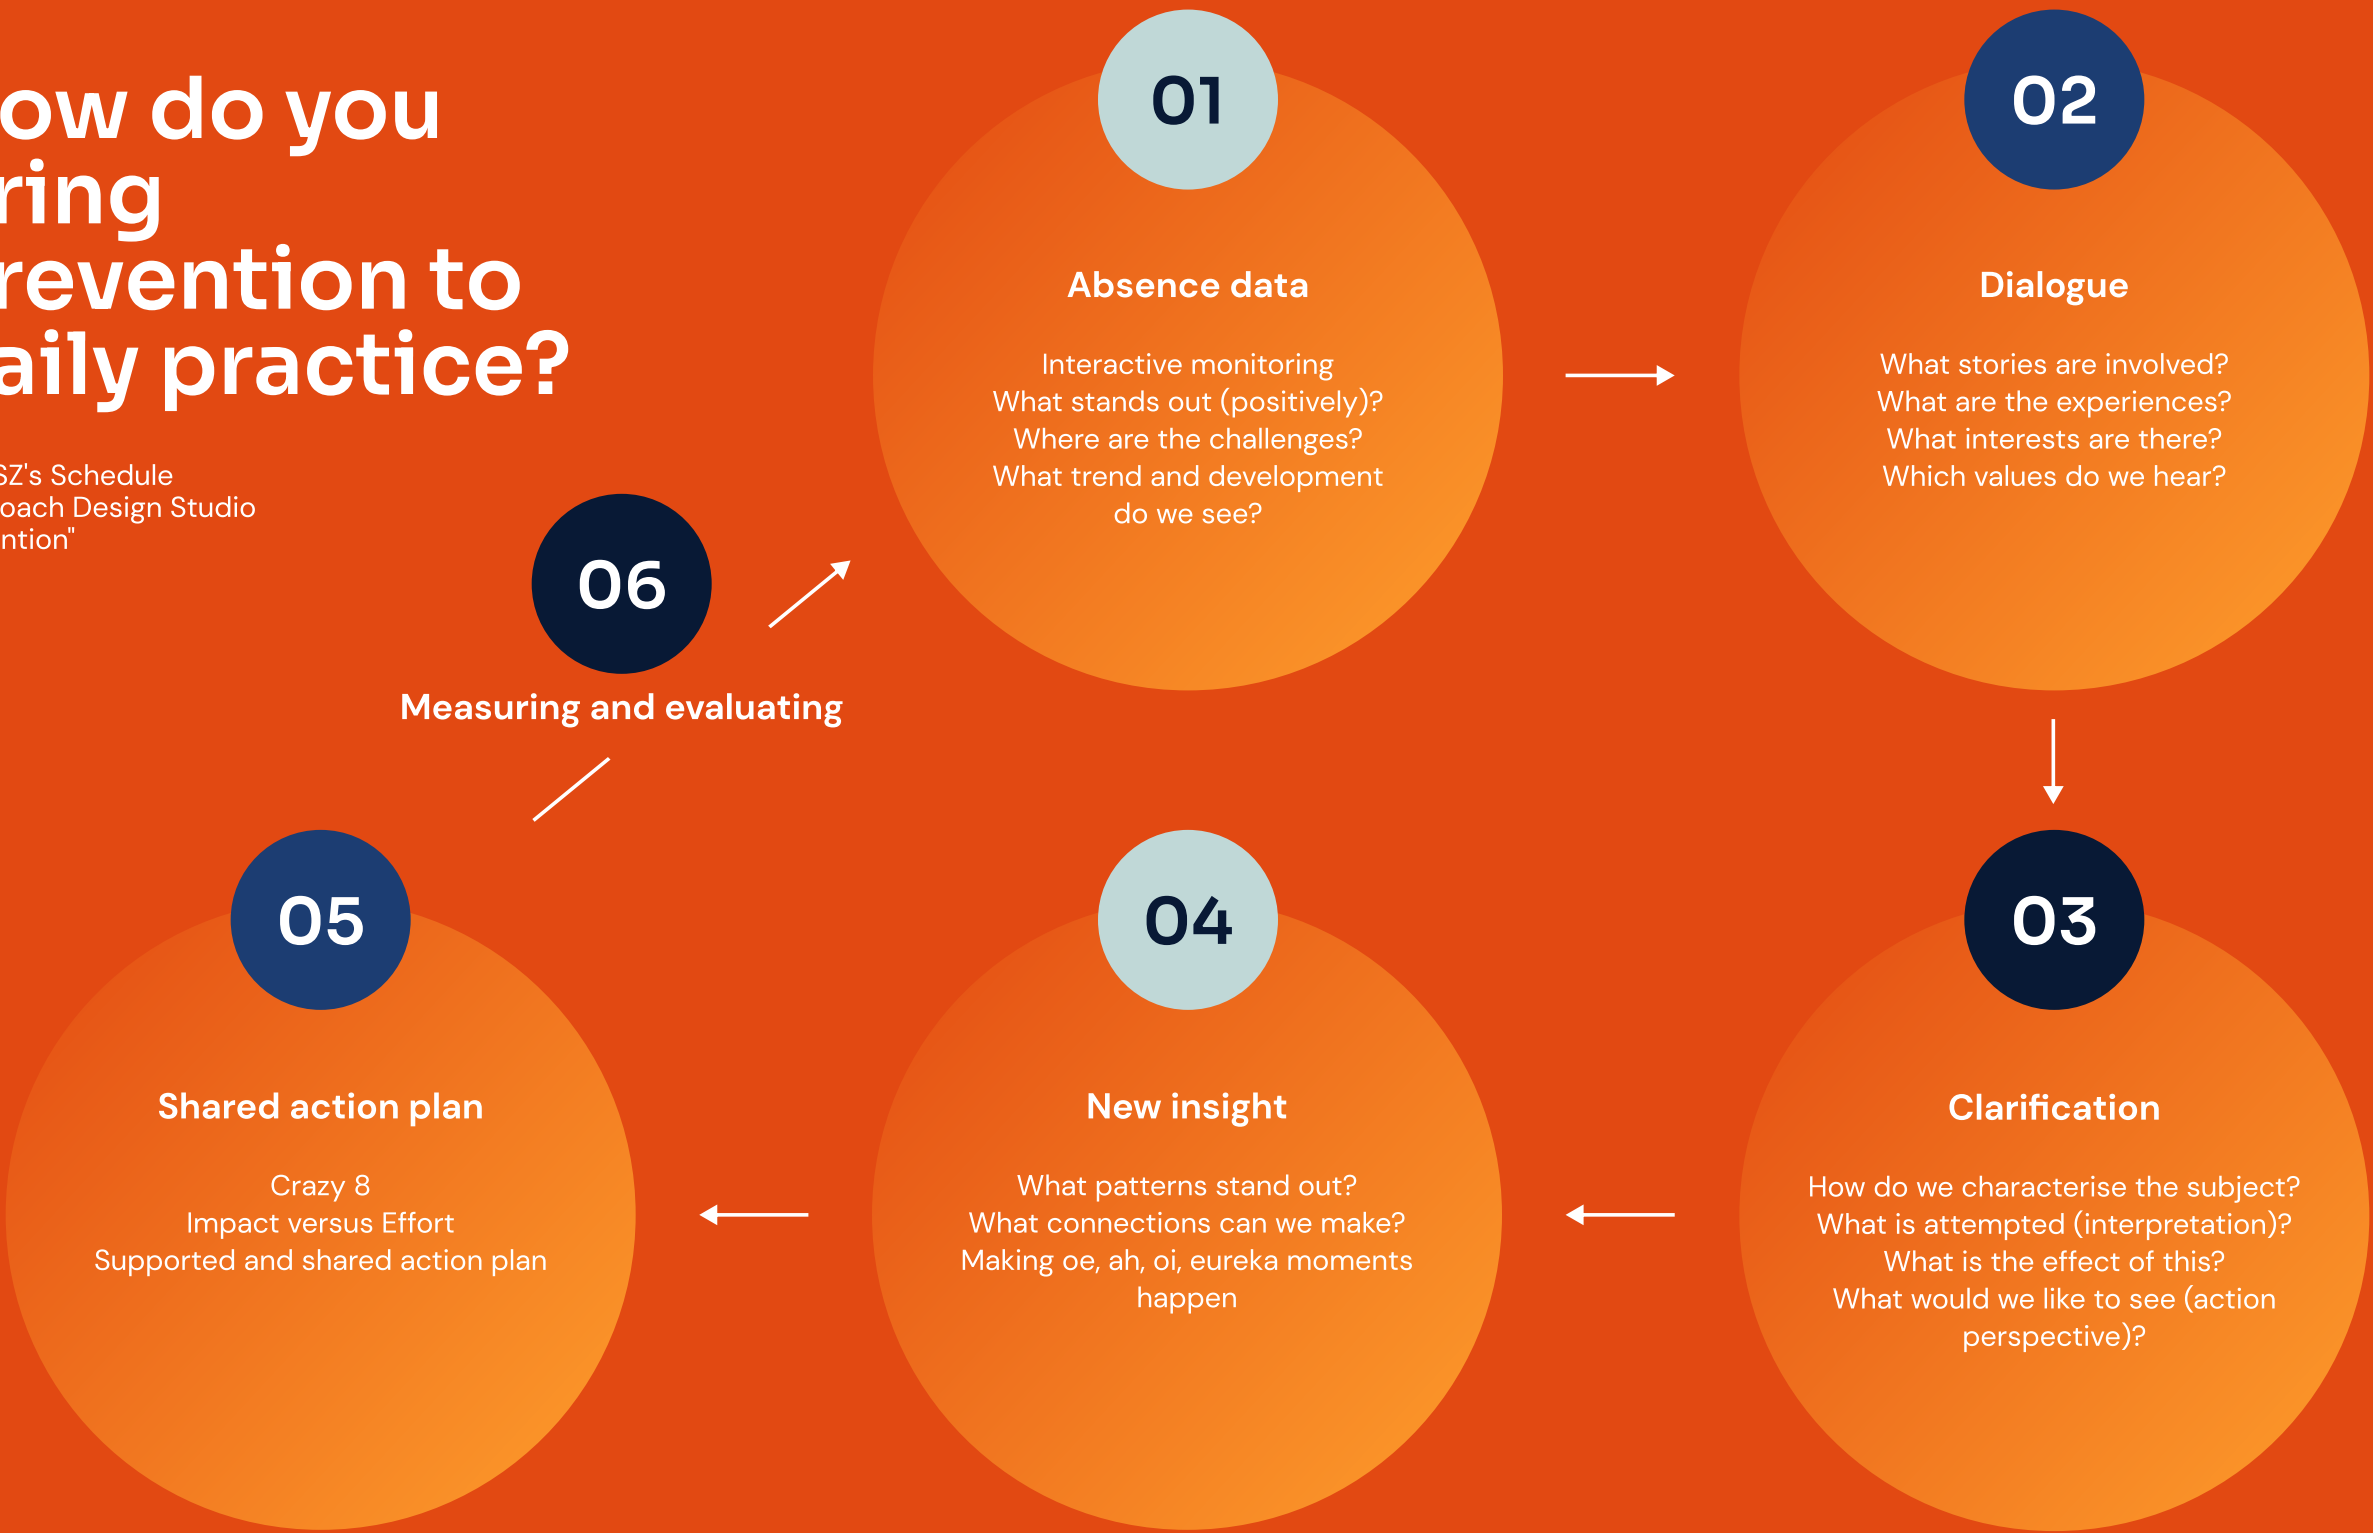 ow do you
ring
revention to
aily practice?
SZ's Schedule
oach Design Studio
ntion"
01
Absence data
Interactive monitoring
What stands out (positively)?
Where are the challenges?
What trend and development
do we see?
02
Dialogue
What stories are involved?
What are the experiences?
What interests are there?
Which values do we hear?
03
Clarification
How do we characterise the subject?
What is attempted (interpretation)?
What is the effect of this?
What would we like to see (action
perspective)?
04
New insight
What patterns stand out?
What connections can we make?
Making oe, ah, oi, eureka moments
happen
05
Shared action plan
Crazy 8
Impact versus Effort
Supported and shared action plan
06
Measuring and evaluating